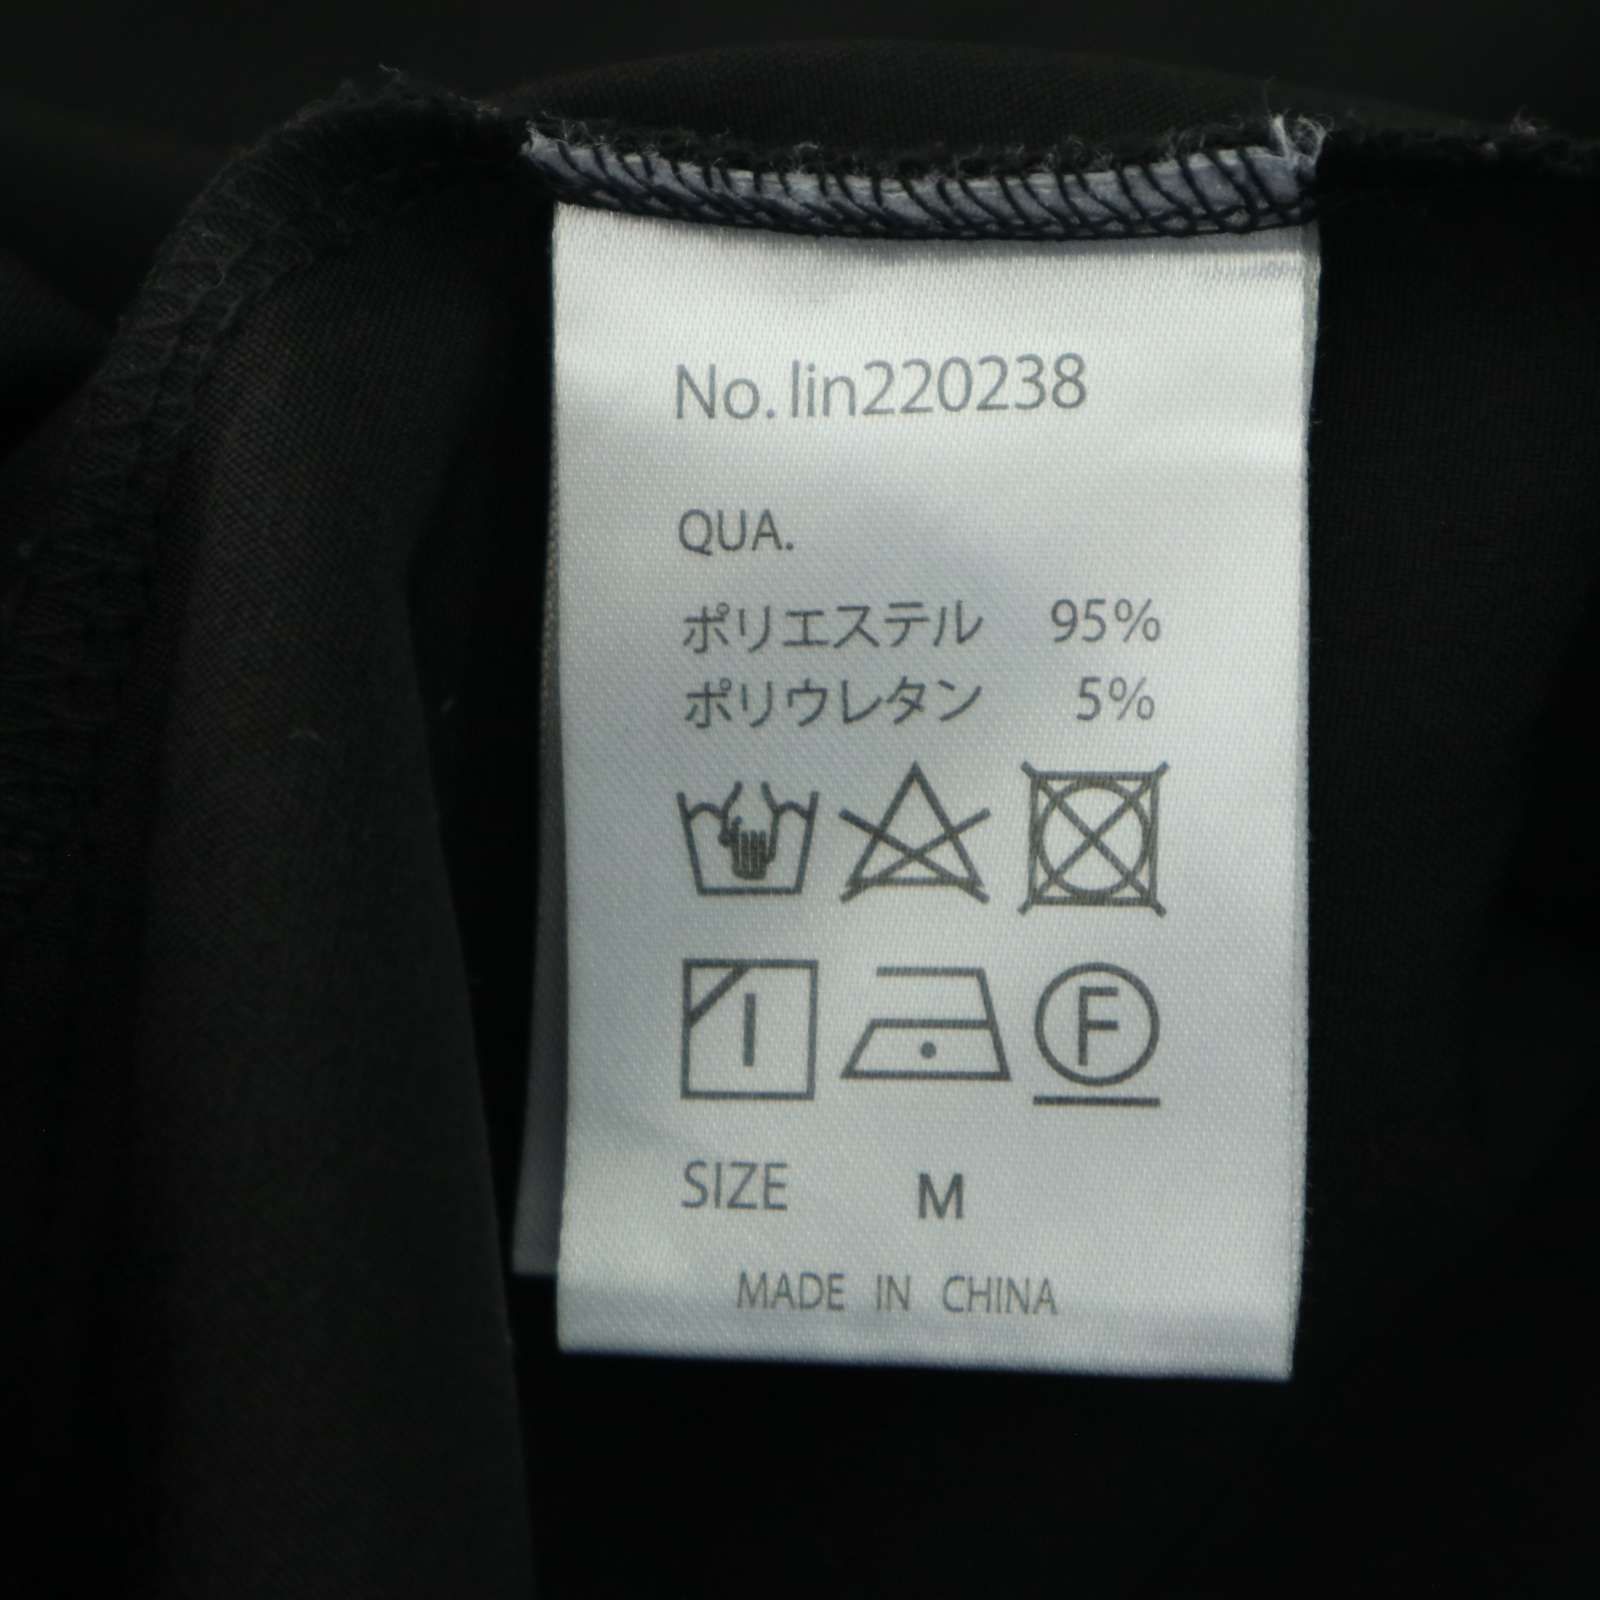 No. lin220238
QUA.
ポリエステル 95%
ポリウレタン 5%
F
SIZE M
MADE IN CHINA